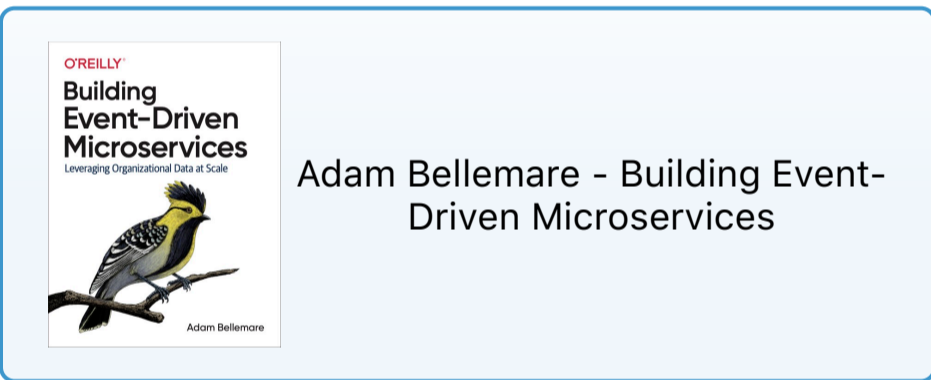 O'REILLY
Building
Event-Driven
Microservices
Leveraging Organizational Data at Scale
Adam Bellemare
Adam Bellemare - Building Event-
Driven Microservices